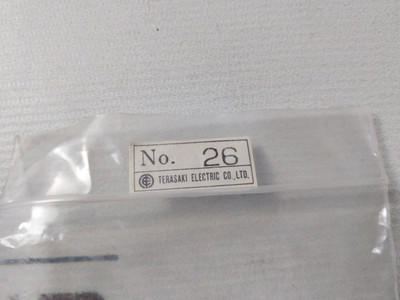 No. 26
TERASAKI ELECTRIC CO.,LTD.